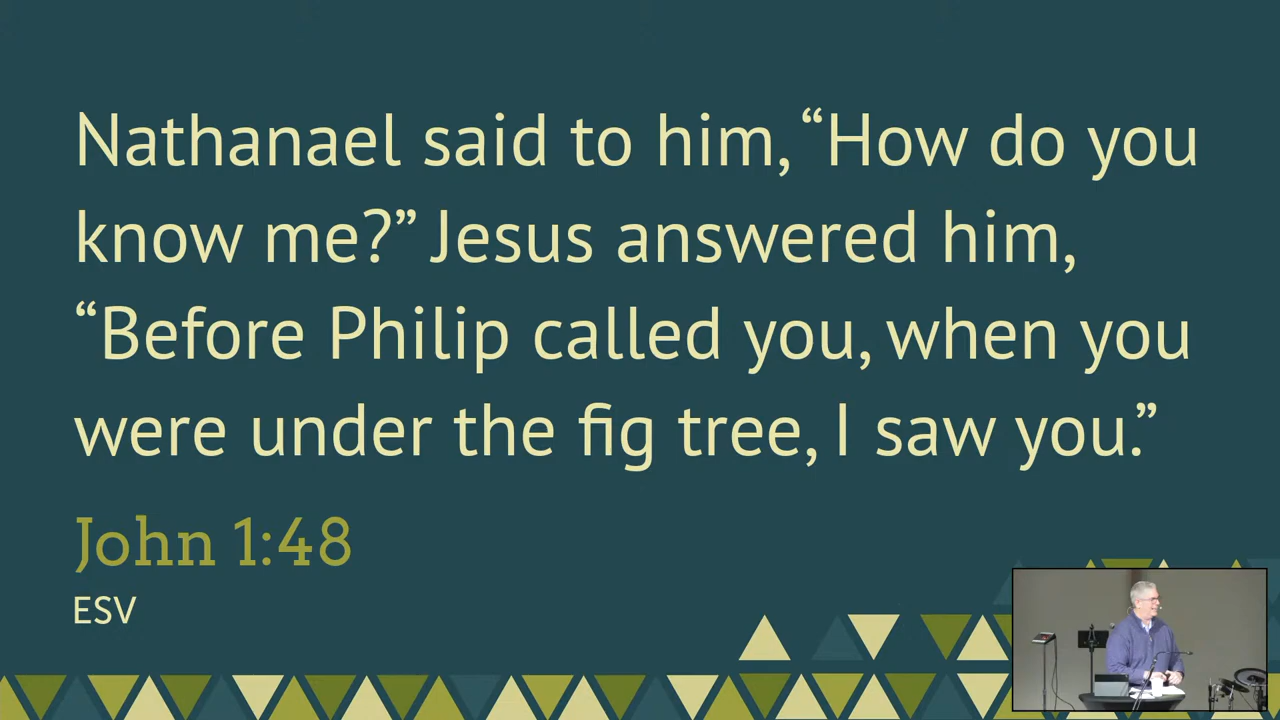 Nathanael said to him, “How do you
know me?” Jesus answered him,
“Before Philip called you, when you
were under the fig tree, I saw you.”
John 1:48
ESV